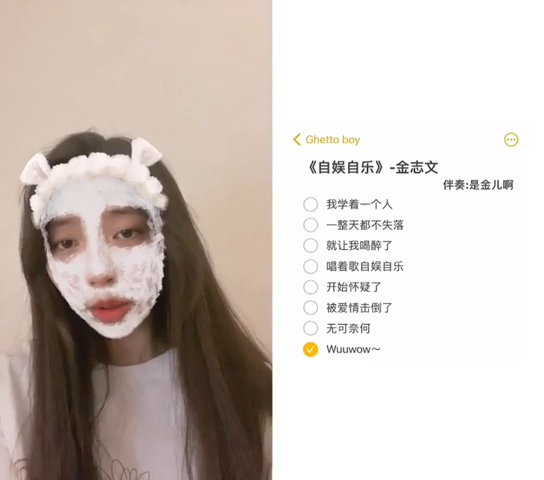 Ghetto boy
《自娱自乐》-金志文
伴奏:是金儿啊
我学着一个人
一整天都不失落
就让我喝醉了
唱着歌自娱自乐
开始怀疑了
被爱情击倒了
无可奈何
Wuuwow～